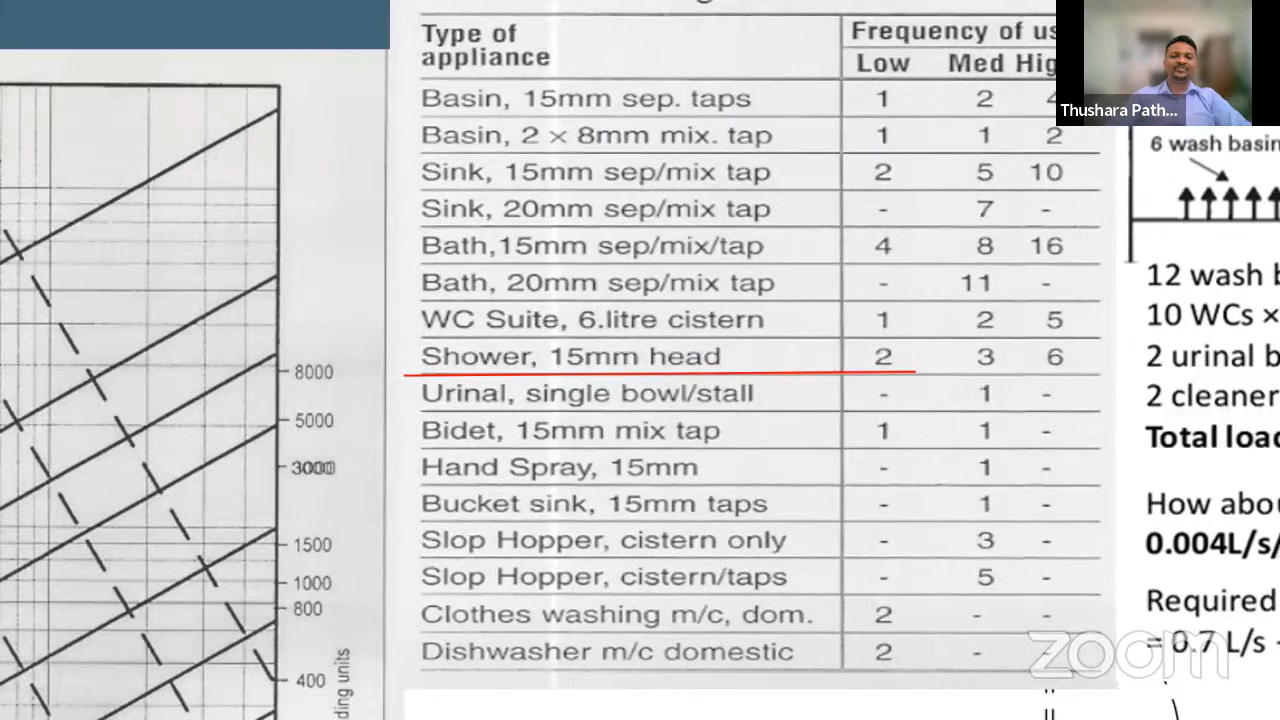 Type of appliance Frequency of us
Low Med Hig
Basin, 15mm sep. taps 1 2 4
Basin, 2 × 8mm mix. tap 1 1 2
Sink, 15mm sep/mix tap 2 5 10
Sink, 20mm sep/mix tap - 7 -
Bath,15mm sep/mix/tap 4 8 16
Bath, 20mm sep/mix tap - 11 -
WC Suite, 6.litre cistern 1 2 5
Shower, 15mm head 2 3 6
Urinal, single bowl/stall - 1 -
Bidet, 15mm mix tap 1 1 -
Hand Spray, 15mm - 1 -
Bucket sink, 15mm taps - 1 -
Slop Hopper, cistern only - 3 -
Slop Hopper, cistern/taps - 5 -
Clothes washing m/c, dom. 2 - -
Dishwasher m/c domestic 2 - -
8000
5000
3000
1500
1000
800
400
ding units
Thushara Path...
6 wash basin
12 wash b
10 WCs ×
2 urinal b
2 cleaner
Total load
How abou
0.004L/s/
Required
= 0.7 L/s
zoom